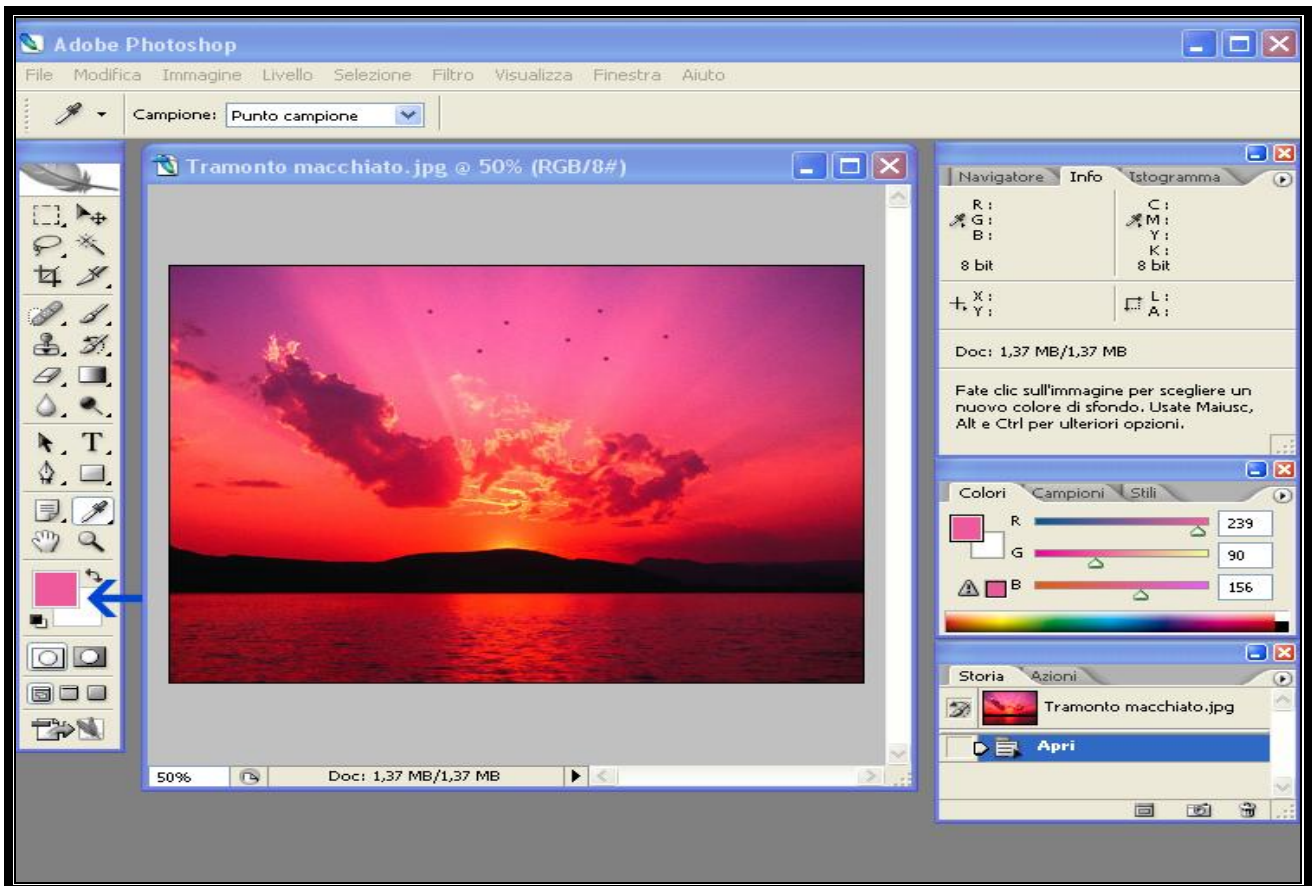 Adobe Photoshop
File Modifica Immagine Livello Selezione Filtro Visualizza Finestra Aiuto
Campione: Punto campione
Tramonto macchiato.jpg @ 50% (RGB/8#)
T
50% Doc: 1,37 MB/1,37 MB
Navigatore Info Istogramma
R: C:
G: M:
B: Y:
K:
8 bit 8 bit
X: L:
Y: A:
Doc: 1,37 MB/1,37 MB
Fate clic sull'immagine per scegliere un
nuovo colore di sfondo. Usate Maiusc,
Alt e Ctrl per ulteriori opzioni.
Colori Campioni Stili
R 239
G 90
B 156
Storia Azioni
Tramonto macchiato.jpg
Apri